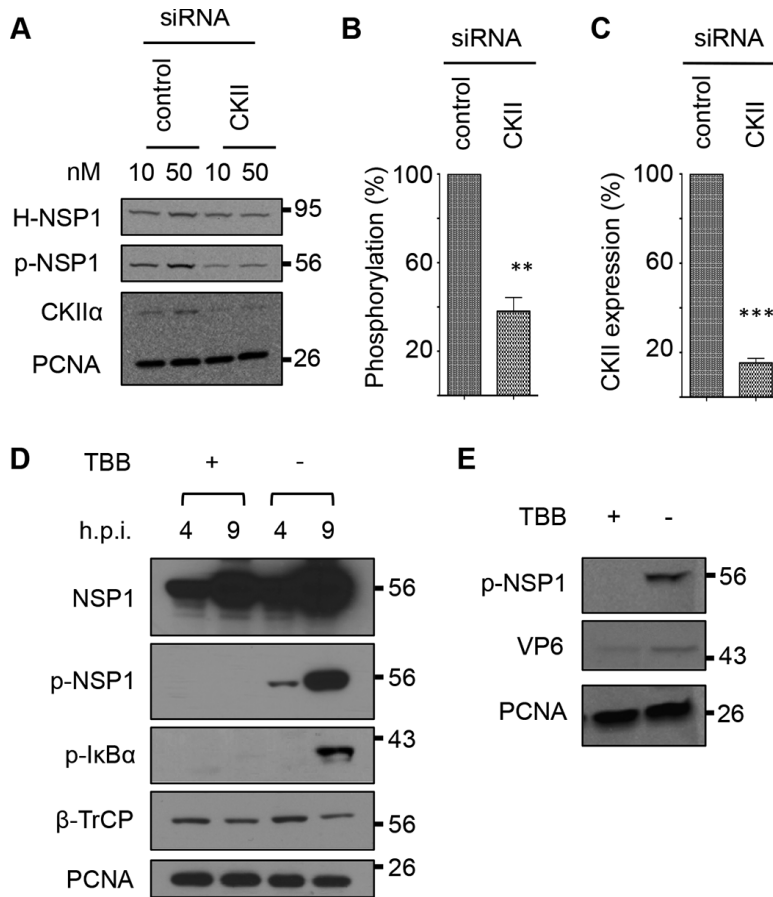 A
siRNA
control CKII
nM 10 50 10 50
H-NSP1 95
p-NSP1 56
CKIIα
PCNA 26
B
siRNA
control CKII
Phosphorylation (%)
100
60
20
**
C
siRNA
control CKII
CKII expression (%)
100
60
20
***
D
TBB + -
h.p.i. 4 9 4 9
NSP1 56
p-NSP1 56
p-IκBα 43
β-TrCP 56
PCNA 26
E
TBB + -
p-NSP1 56
VP6 43
PCNA 26